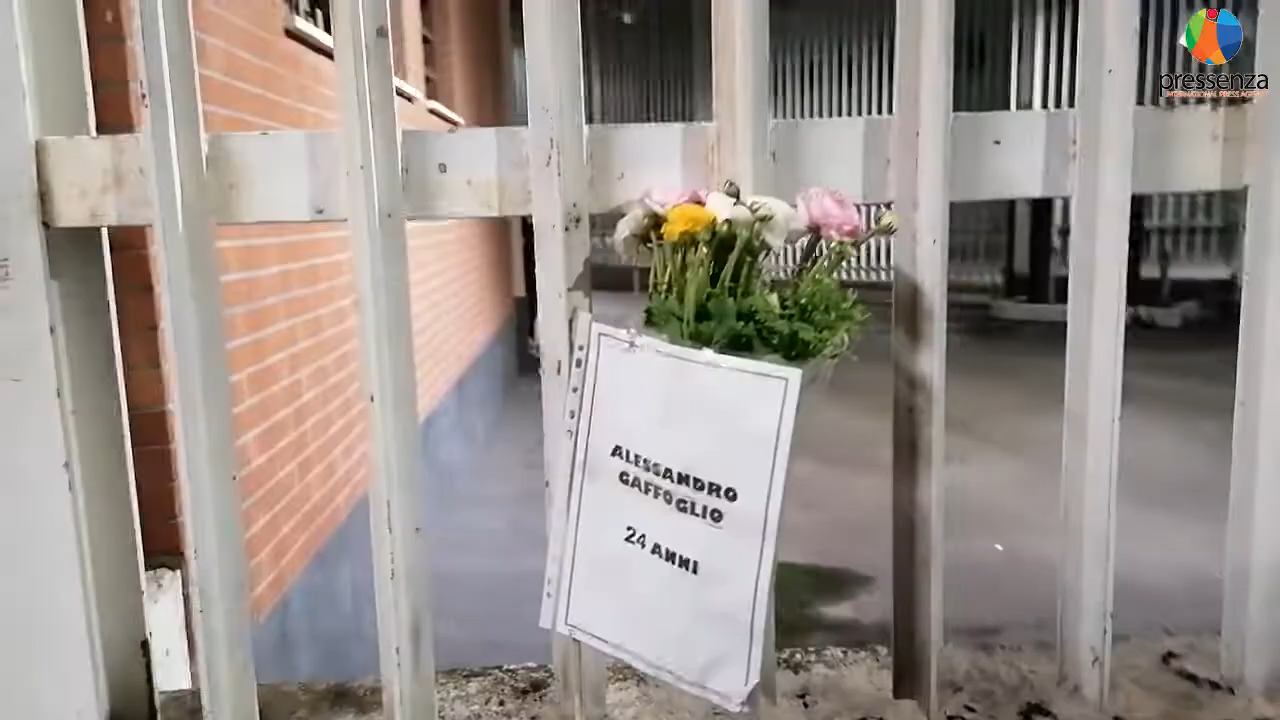 pressenza
INTERNATIONAL PRESS AGENCY
ALESSANDRO
GAFFOGLIO
24 ANNI